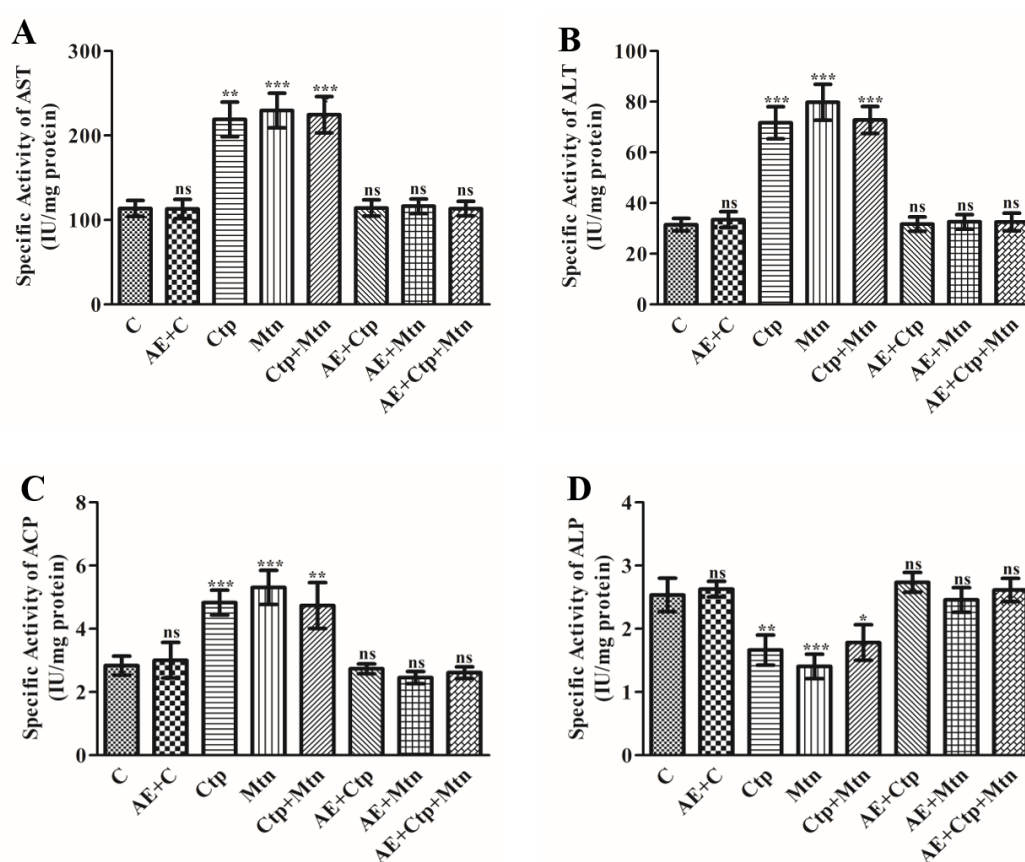 A
Specific Activity of AST
(IU/mg protein)
300
200
100
0
ns
**
***
***
ns
ns
ns
C
AE+C
Ctp
Mtn
Ctp+Mtn
AE+Ctp
AE+Mtn
AE+Ctp+Mtn
B
Specific Activity of ALT
(IU/mg protein)
100
80
60
40
20
0
ns
***
***
***
ns
ns
ns
C
AE+C
Ctp
Mtn
Ctp+Mtn
AE+Ctp
AE+Mtn
AE+Ctp+Mtn
C
Specific Activity of ACP
(IU/mg protein)
8
6
4
2
0
ns
***
***
**
ns
ns
ns
C
AE+C
Ctp
Mtn
Ctp+Mtn
AE+Ctp
AE+Mtn
AE+Ctp+Mtn
D
Specific Activity of ALP
(IU/mg protein)
4
3
2
1
0
ns
**
***
*
ns
ns
ns
C
AE+C
Ctp
Mtn
Ctp+Mtn
AE+Ctp
AE+Mtn
AE+Ctp+Mtn